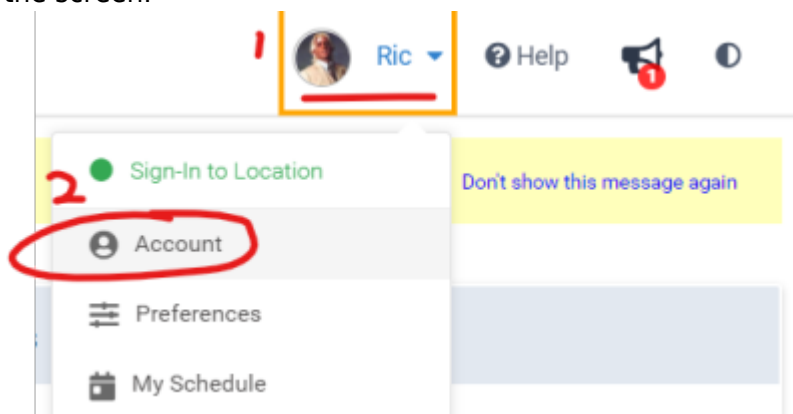 the screen.
1 Ric Help 1
Sign-In to Location
Don't show this message again
2
Account
Preferences
My Schedule